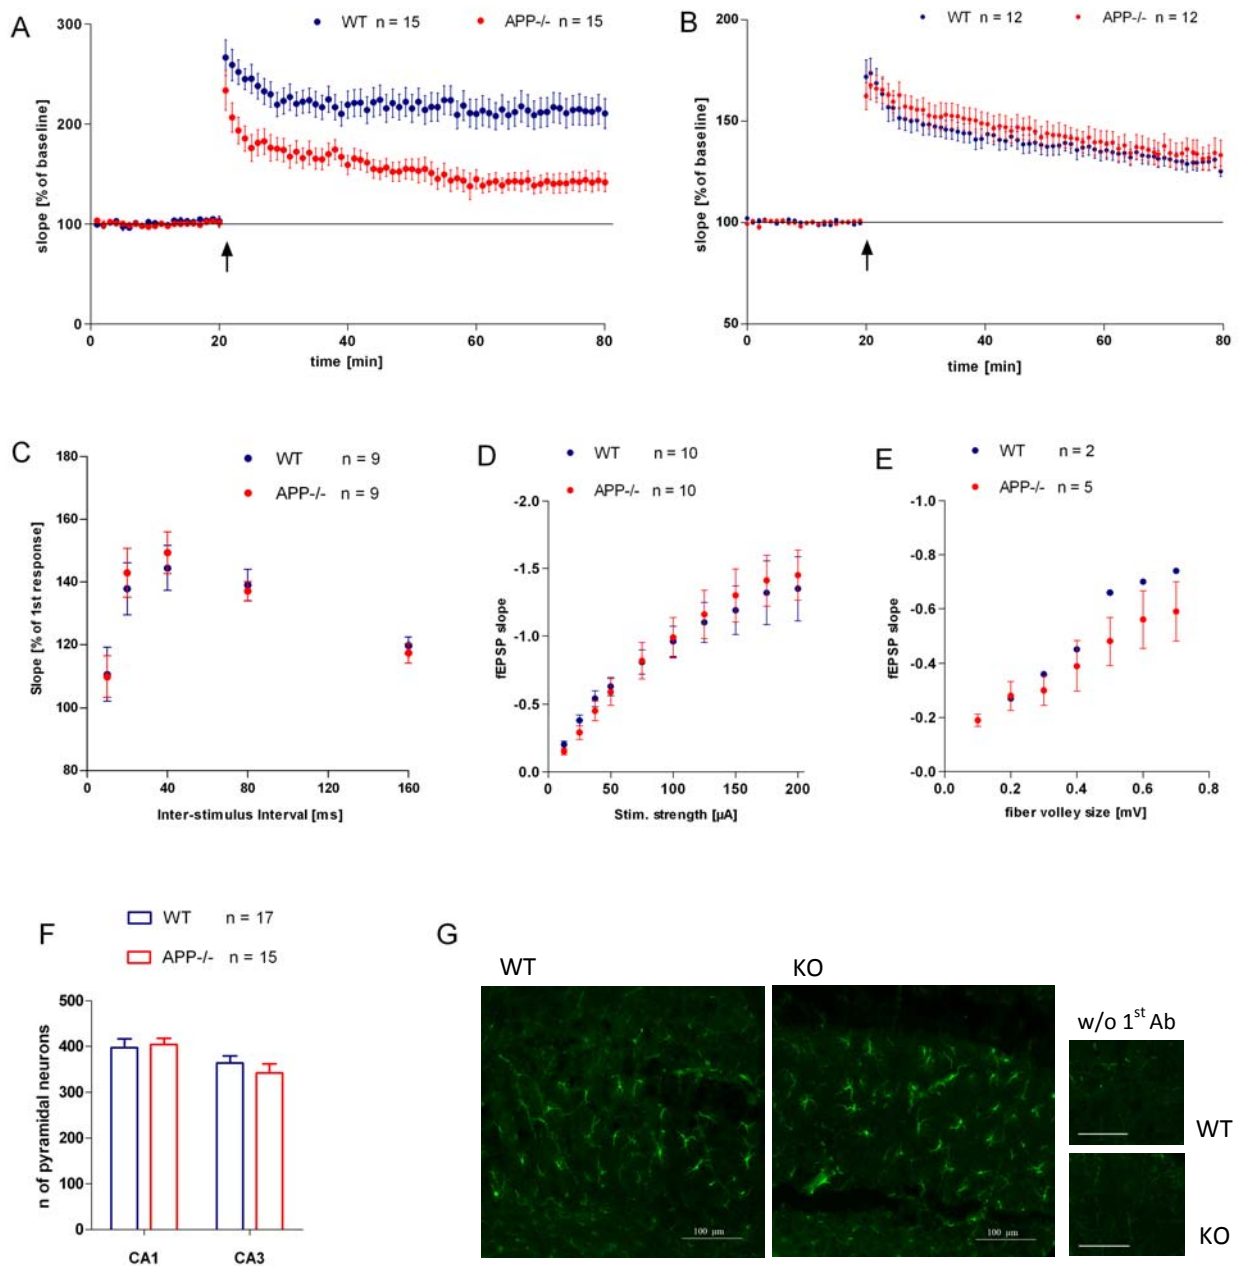 A
WT n = 15 APP-/- n = 15
slope [% of baseline]
300
200
100
0
0 20 40 60 80
time [min]
B
WT n = 12 APP-/- n = 12
slope [% of baseline]
200
150
100
50
0 20 40 60 80
time [min]
C
WT n = 9
APP-/- n = 9
Slope [% of 1st response]
180
160
140
120
100
80
0 40 80 120 160
Inter-stimulus Interval [ms]
D
WT n = 10
APP-/- n = 10
fEPSP slope
-2.0
-1.5
-1.0
-0.5
0.0
0 50 100 150 200
Stim. strength [µA]
E
WT n = 2
APP-/- n = 5
fEPSP slope
-1.0
-0.8
-0.6
-0.4
-0.2
-0.0
0.0 0.2 0.4 0.6 0.8
fiber volley size [mV]
F
WT n = 17
APP-/- n = 15
n of pyramidal neurons
500
400
300
200
100
0
CA1 CA3
G
WT KO
w/o 1st Ab
WT
KO
100 µm 100 µm